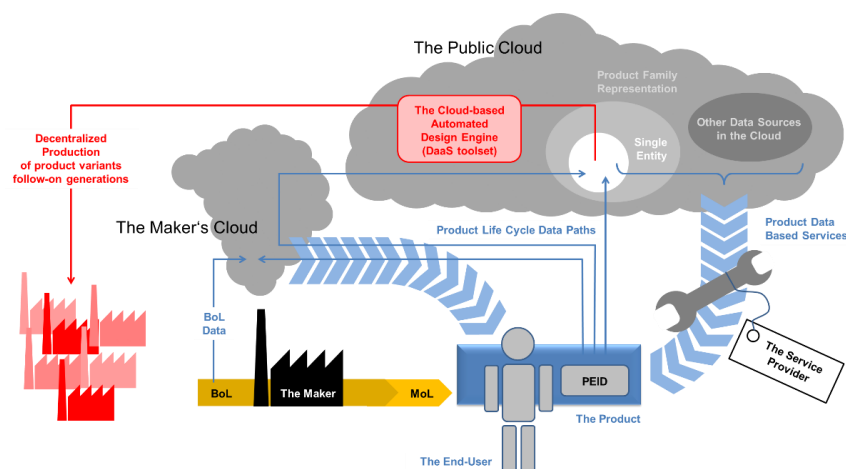 The Public Cloud
Product Family
Representation
The Cloud-based
Automated
Design Engine
(DaaS toolset)
Other Data Sources
in the Cloud
Single
Entity
Decentralized
Production
of product variants
follow-on generations
The Maker's Cloud
Product Life Cycle Data Paths
Product Data
Based Services
BoL
Data
The Service
Provider
BoL
The Maker
MoL
PEID
The Product
The End-User